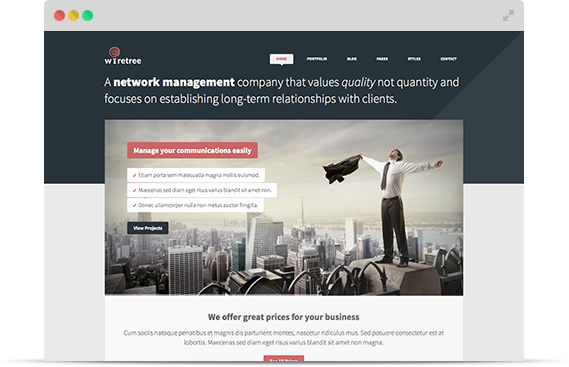 wiretree
HOME PORTFOLIO BLOG PAGES STYLES CONTACT
A network management company that values quality not quantity and
focuses on establishing long-term relationships with clients.
Manage your communications easily
✓ Etiam porta sem malesuada magna mollis euismod.
✓ Maecenas sed diam eget risus varius blandit sit amet non.
✓ Donec ullamcorper nulla non metus auctor fringilla.
View Projects
We offer great prices for your business
Cum sociis natoque penatibus et magnis dis parturient montes, nascetur ridiculus mus. Sed posuere consectetur est at
lobortis. Maecenas sed diam eget risus varius blandit sit amet non magna.